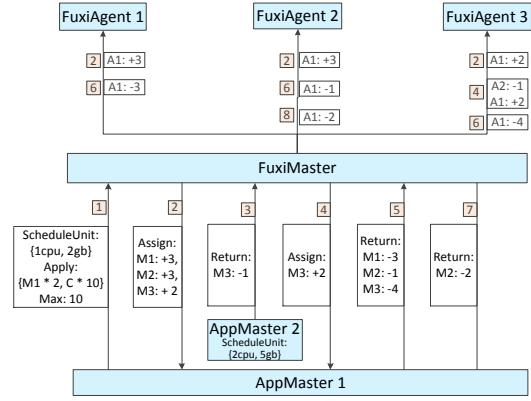 FuxiAgent 1
FuxiAgent 2
FuxiAgent 3
2 A1: +3
6 A1: -3
2 A1: +3
6 A1: -1
8 A1: -2
2 A1: +2
4 A2: -1
A1: +2
6 A1: -4
FuxiMaster
1
2
3
4
5
7
ScheduleUnit:
{1cpu, 2gb}
Apply:
{M1 * 2, C * 10}
Max: 10
Assign:
M1: +3,
M2: +3,
M3: + 2
Return:
M3: -1
Assign:
M3: +2
Return:
M1: -3
M2: -1
M3: -4
Return:
M2: -2
AppMaster 2
ScheduleUnit:
{2cpu, 5gb}
AppMaster 1